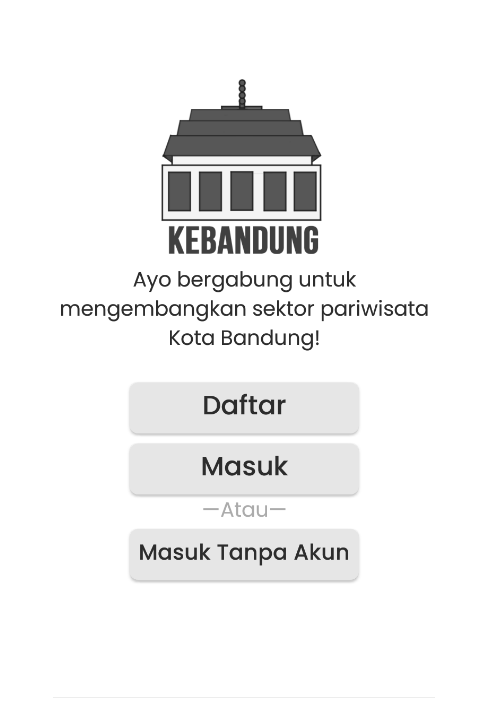 KEBANDUNG
Ayo bergabung untuk
mengembangkan sektor pariwisata
Kota Bandung!
Daftar
Masuk
—Atau—
Masuk Tanpa Akun